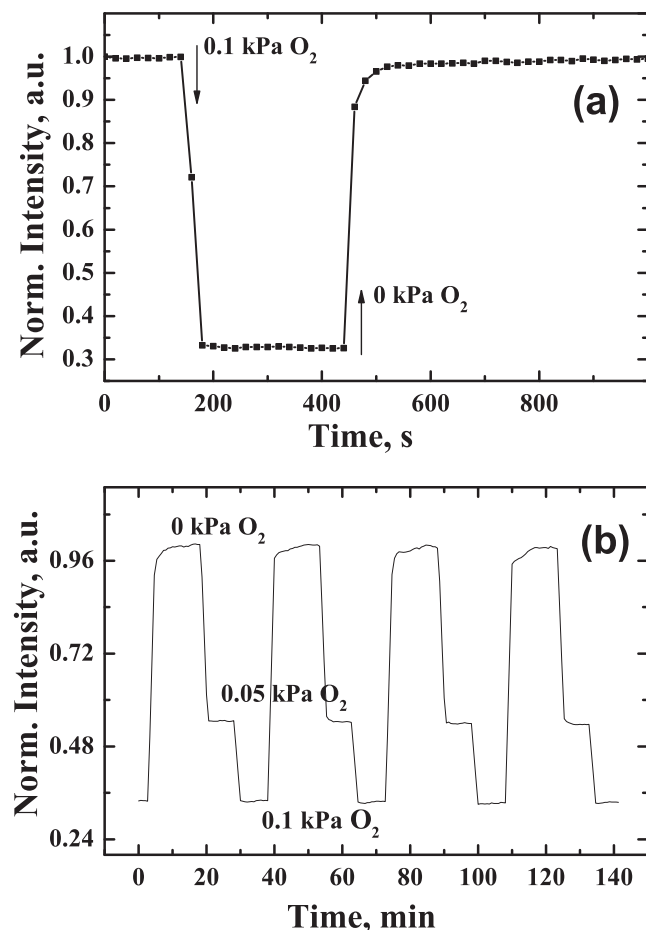 0.1 kPa O₂
(a)
1.0
0.9
0.8
0.7
0.6
0.5
0.4
0.3
Norm. Intensity, a.u.
0 kPa O₂
0 200 400 600 800
Time, s
0 kPa O₂
(b)
0.96
0.72
0.48
0.24
Norm. Intensity, a.u.
0.05 kPa O₂
0.1 kPa O₂
0 20 40 60 80 100 120 140
Time, min